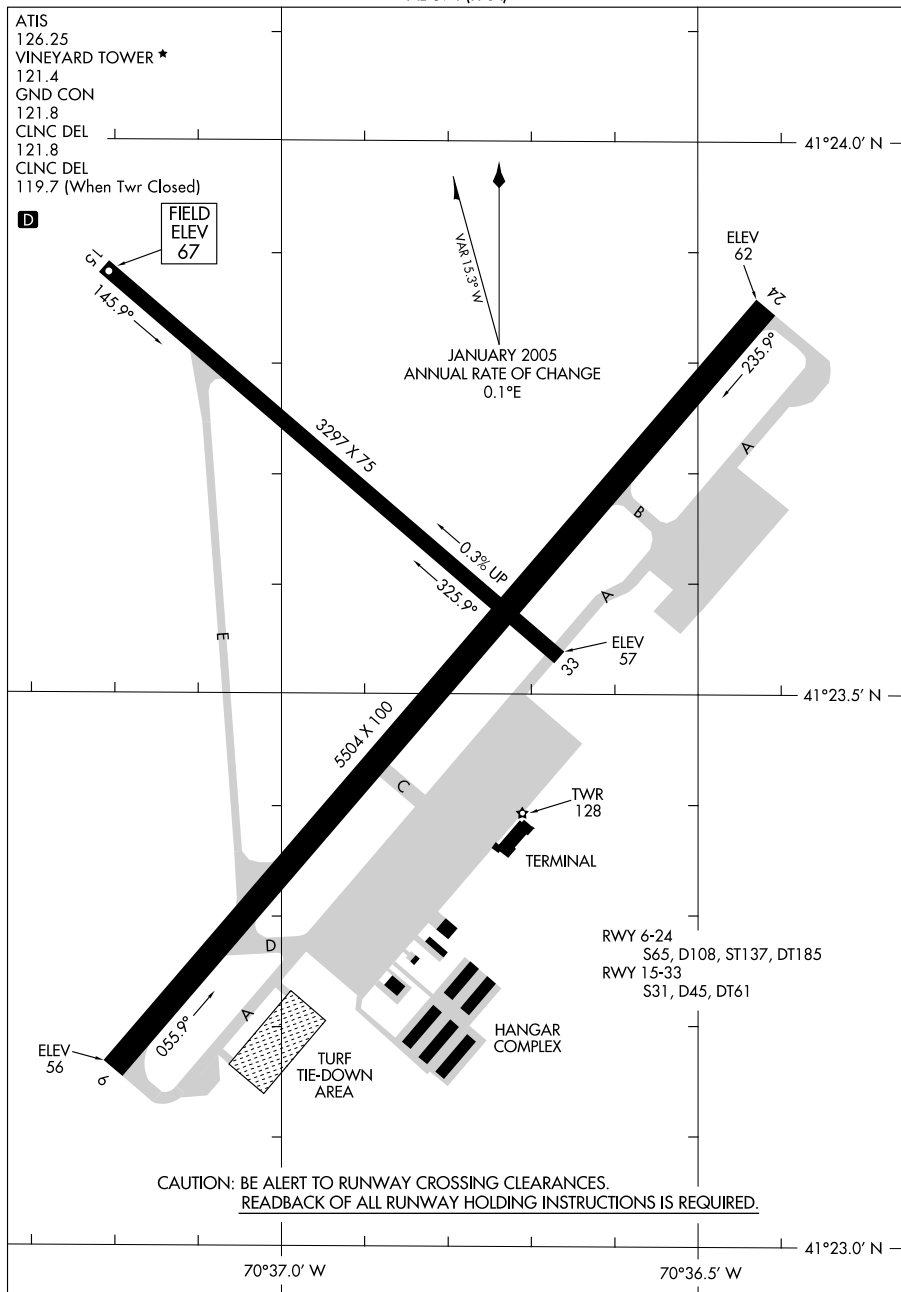 ATIS
126.25
VINEYARD TOWER ★
121.4
GND CON
121.8
CLNC DEL
121.8
CLNC DEL
119.7 (When Twr Closed)
D
FIELD
ELEV
67
15
145.9°
VAR 15.3° W
JANUARY 2005
ANNUAL RATE OF CHANGE
0.1°E
41°24.0' N
ELEV
62
24
235.9°
A
3297 X 75
B
0.3% UP
325.9°
A
E
ELEV
57
33
41°23.5' N
5504 X 100
C
TWR
128
TERMINAL
D
RWY 6-24
S65, D108, ST137, DT185
RWY 15-33
S31, D45, DT61
A
055.9°
ELEV
56
6
HANGAR
COMPLEX
TURF
TIE-DOWN
AREA
CAUTION: BE ALERT TO RUNWAY CROSSING CLEARANCES.
READBACK OF ALL RUNWAY HOLDING INSTRUCTIONS IS REQUIRED.
41°23.0' N
70°37.0' W
70°36.5' W